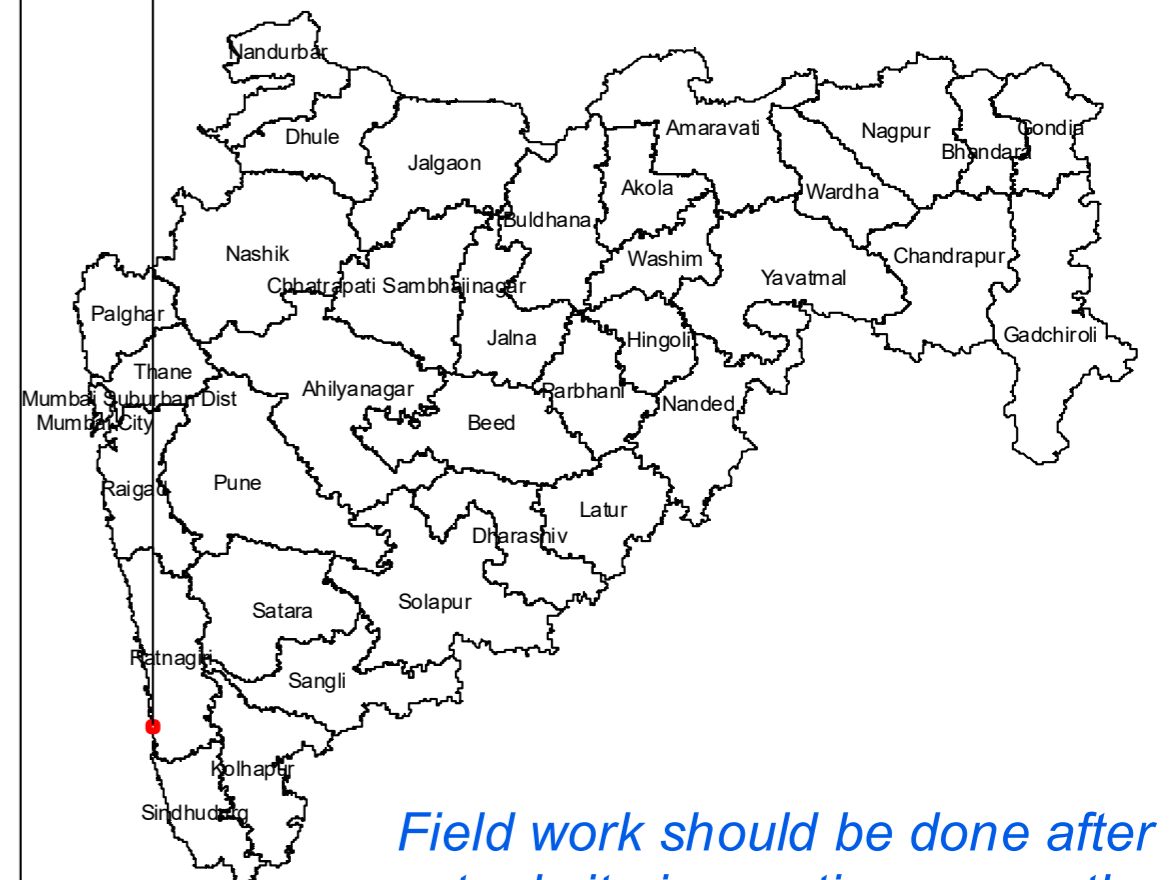 Nandurbar
Dhule
Jalgaon
Amaravati
Nagpur
Gondia
Bhandara
Akola
Wardha
Buldhana
Nashik
Washim
Chandrapur
Yavatmal
Chhatrapati Sambhajinagar
Palghar
Jalna
Hingoli
Gadchiroli
Thane
Ahilyanagar
Parbhani
Nanded
Mumbai Suburban Dist
Mumbai City
Beed
Raigad
Pune
Latur
Dharashiv
Satara
Solapur
Ratnagiri
Sangli
Kolhapur
Sindhudurg
Field work should be done after